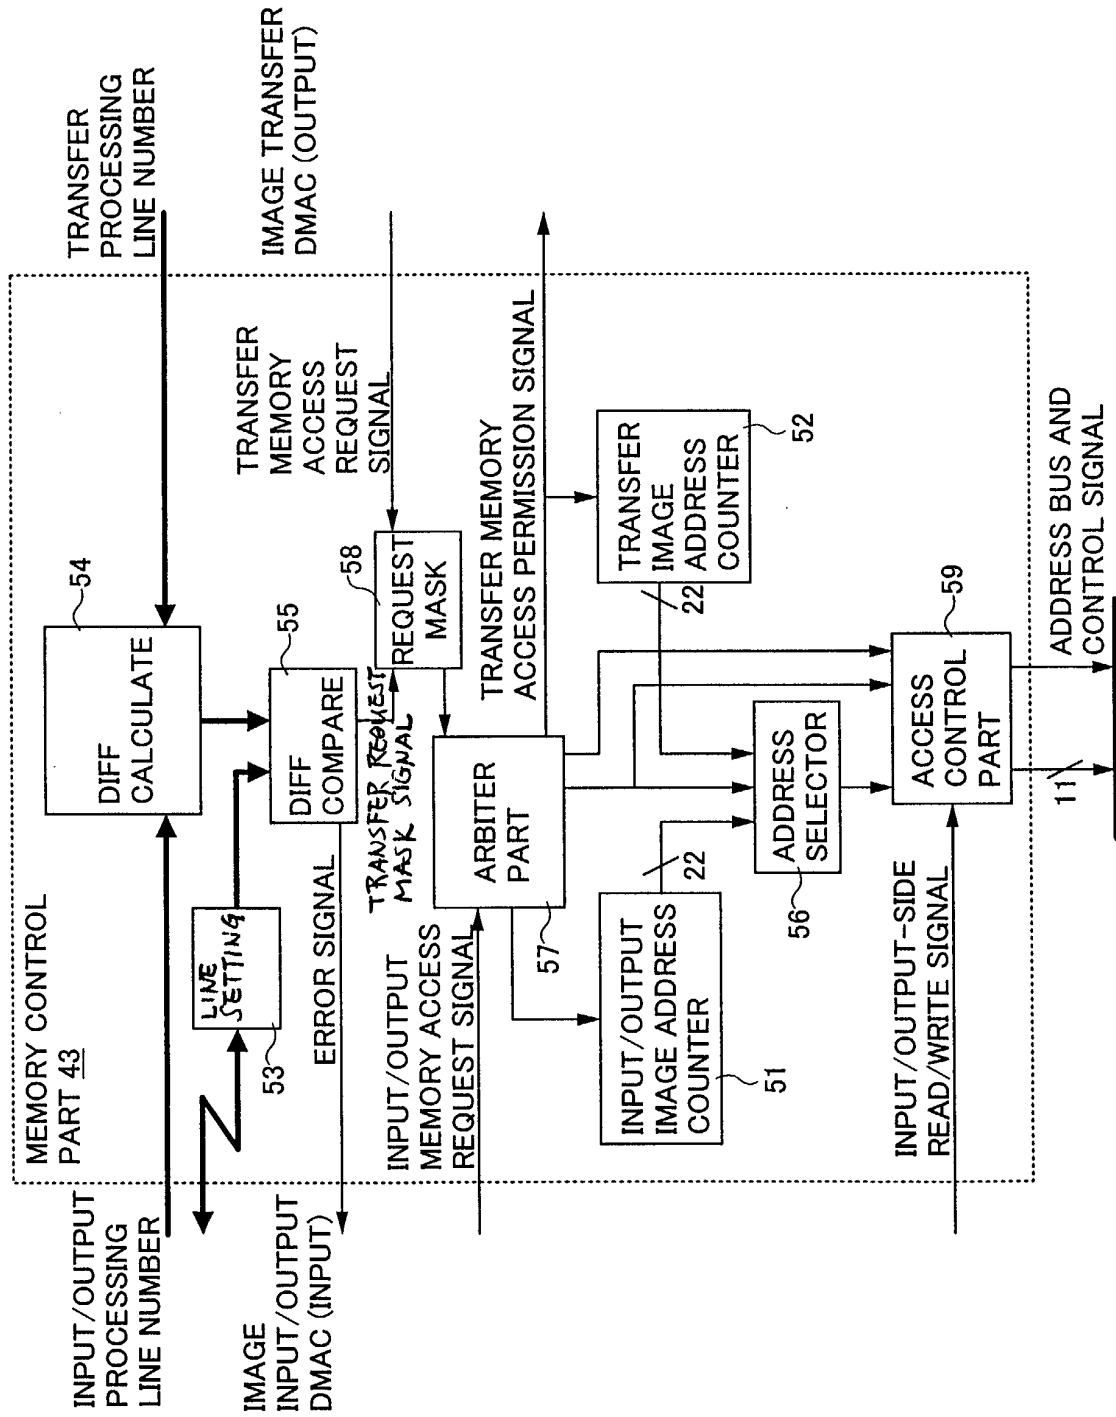 MEMORY CONTROL
PART 43
INPUT/OUTPUT
PROCESSING
LINE NUMBER
TRANSFER
PROCESSING
LINE NUMBER
DIFF
CALCULATE
54
LINE
SETTING
53
DIFF
COMPARE
55
ERROR SIGNAL
IMAGE
INPUT/OUTPUT
DMAC (INPUT)
IMAGE TRANSFER
DMAC (OUTPUT)
TRANSFER
MEMORY
ACCESS
REQUEST
SIGNAL
TRANSFER REQUEST
MASK SIGNAL
REQUEST
MASK
58
INPUT/OUTPUT
MEMORY ACCESS
REQUEST SIGNAL
ARBITER
PART
57
TRANSFER MEMORY
ACCESS PERMISSION SIGNAL
INPUT/OUTPUT
IMAGE ADDRESS
COUNTER
51
22
TRANSFER
IMAGE
ADDRESS
COUNTER
52
22
ADDRESS
SELECTOR
56
INPUT/OUTPUT-SIDE
READ/WRITE SIGNAL
ACCESS
CONTROL
PART
59
11
ADDRESS BUS AND
CONTROL SIGNAL